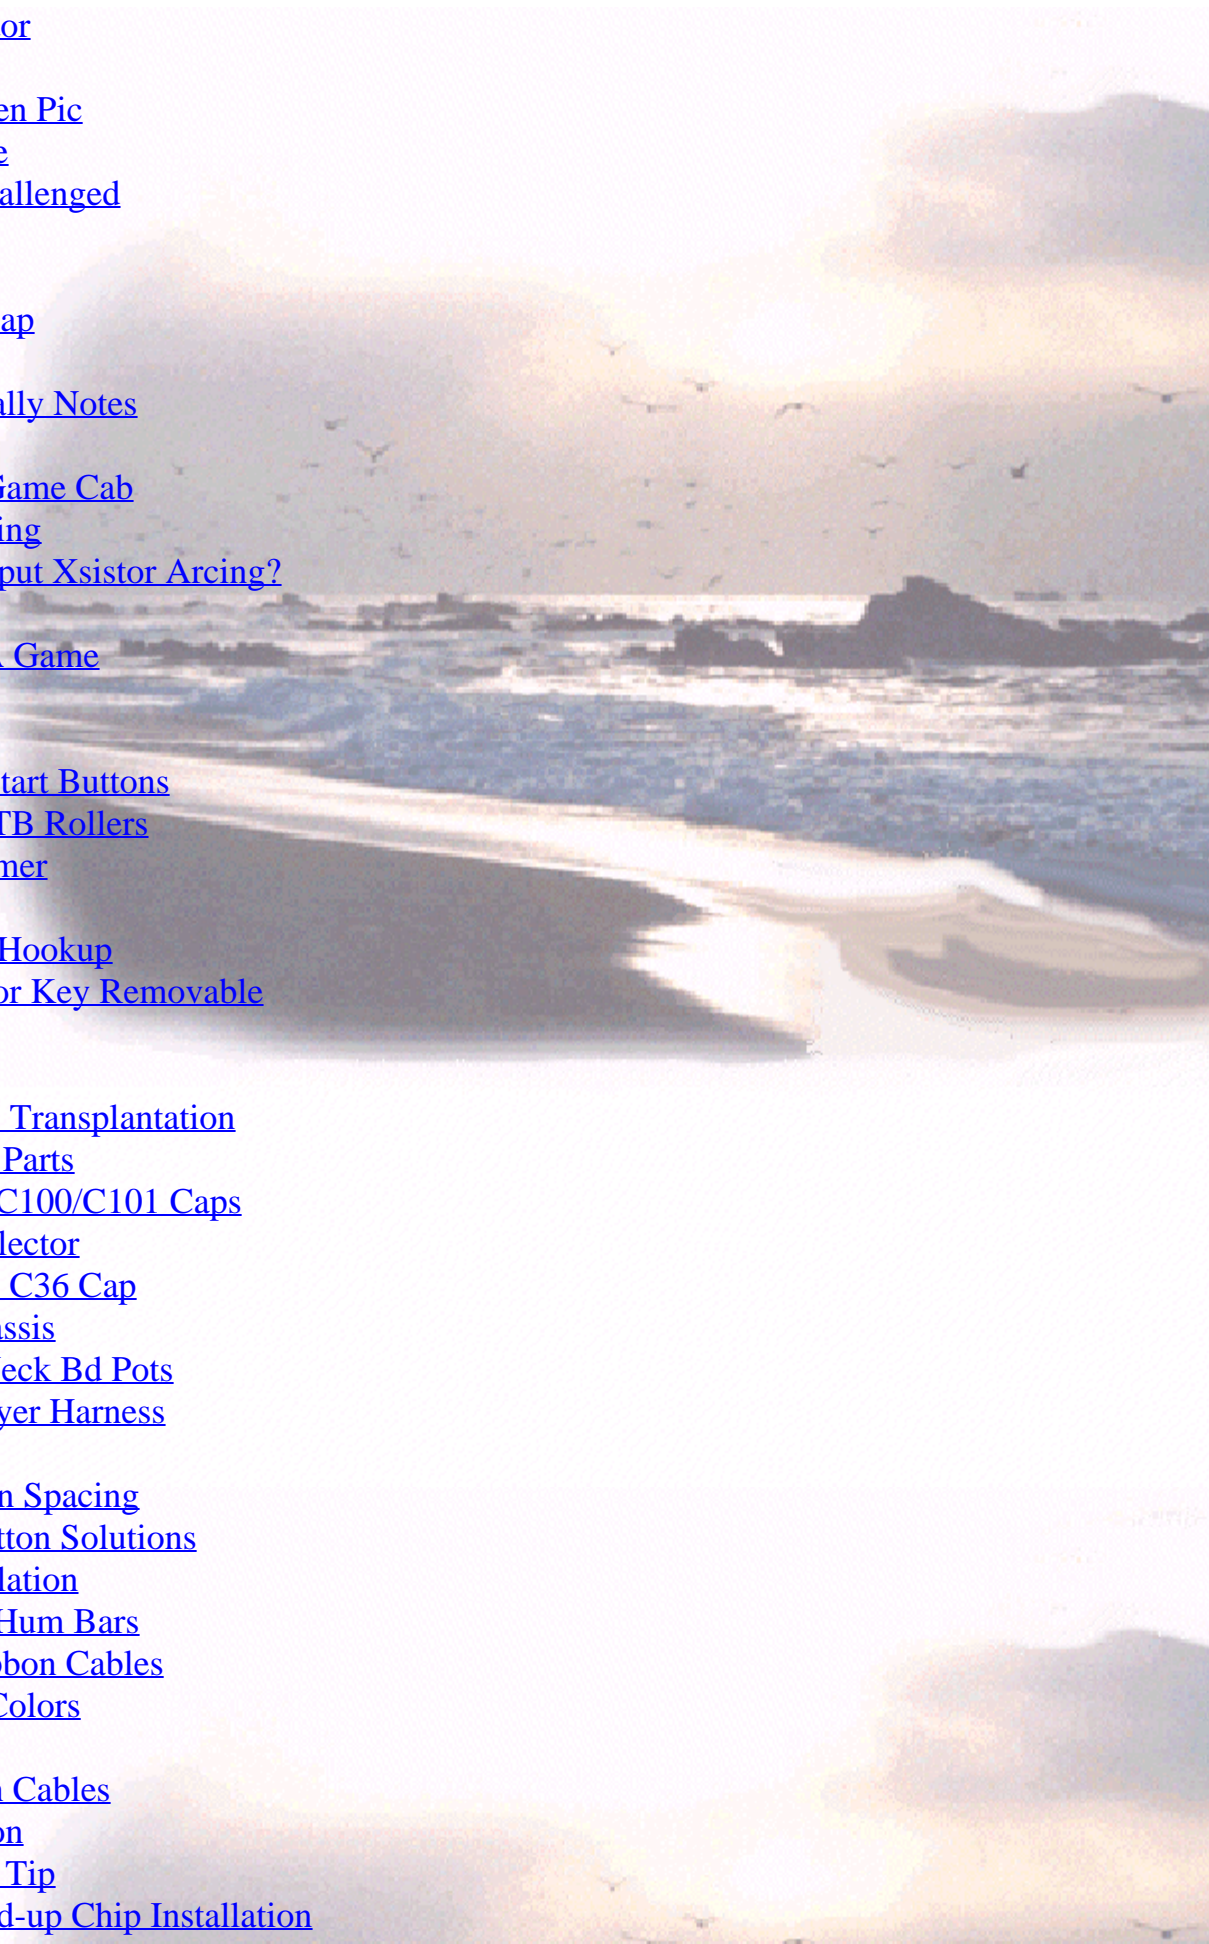 or
en Pic
e
allenged
ap
ally Notes
Game Cab
ing
put Xsistor Arcing?
Game
tart Buttons
TB Rollers
mer
Hookup
or Key Removable
Transplantation
Parts
C100/C101 Caps
lector
C36 Cap
assis
eck Bd Pots
yer Harness
n Spacing
tton Solutions
lation
Hum Bars
bbon Cables
Colors
Cables
on
Tip
d-up Chip Installation